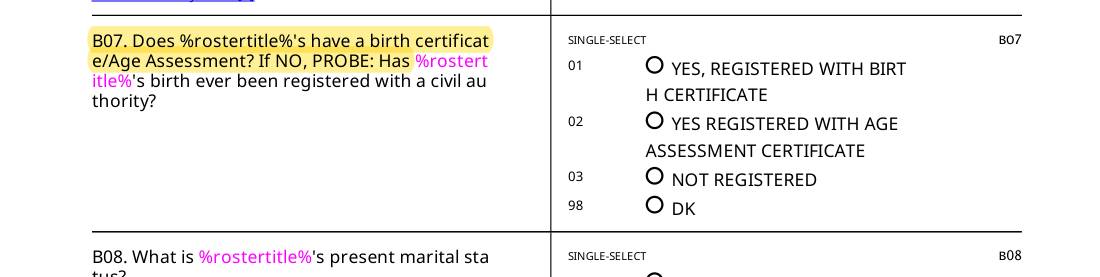 B07. Does %rostertitle%'s have a birth certificat
e/Age Assessment? If NO, PROBE: Has %rostert
itle%'s birth ever been registered with a civil au
thority?
SINGLE-SELECT
B07
01 YES, REGISTERED WITH BIRT
H CERTIFICATE
02 YES REGISTERED WITH AGE
ASSESSMENT CERTIFICATE
03 NOT REGISTERED
98 DK
B08. What is %rostertitle%'s present marital sta
tus?
SINGLE-SELECT
B08